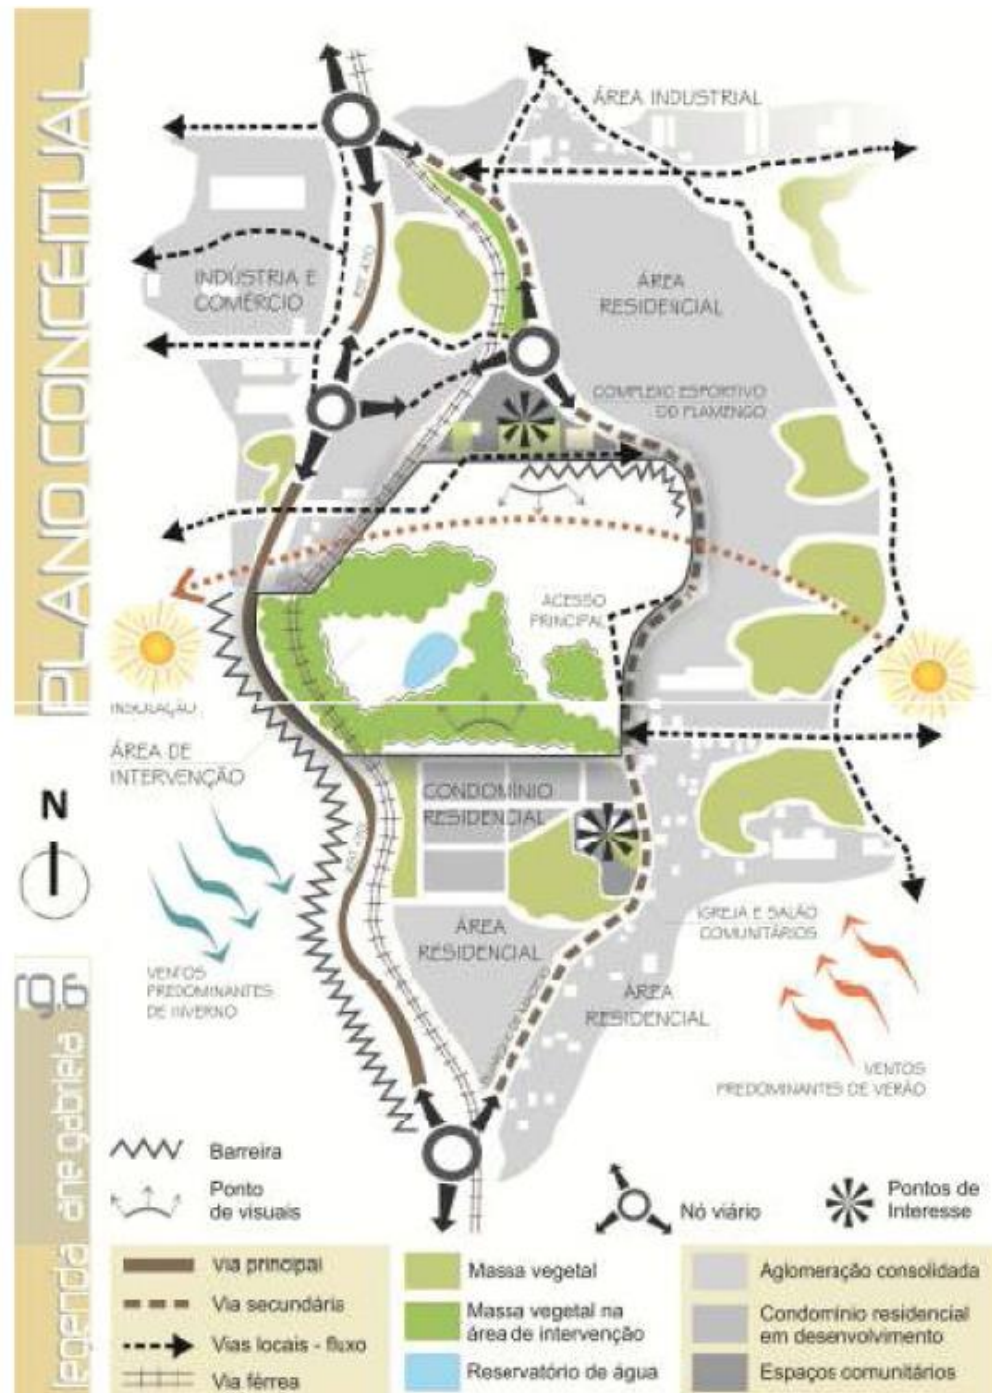 PLANO CONCEITUAL
ÁREA INDUSTRIAL
INDÚSTRIA E
COMÉRCIO
ÁREA
RESIDENCIAL
COMPLEXO ESPORTIVO
DO FLAMENGO
ACESSO
PRINCIPAL
INSOLAÇÃO
ÁREA DE
INTERVENÇÃO
N
CONDOMÍNIO
RESIDENCIAL
ÁREA
RESIDENCIAL
IGREJA E SALÃO
COMUNITÁRIOS
ÁREA
RESIDENCIAL
VENTOS
PREDOMINANTES
DE INVERNO
VENTOS
PREDOMINANTES DE VERÃO
legenda ane gabriela
Barreira
Ponto
de visuais
Nó viário
Pontos de
Interesse
Via principal
Via secundária
Vias locais - fluxo
Via férrea
Massa vegetal
Massa vegetal na
área de intervenção
Reservatório de água
Aglomeração consolidada
Condomínio residencial
em desenvolvimento
Espaços comunitários